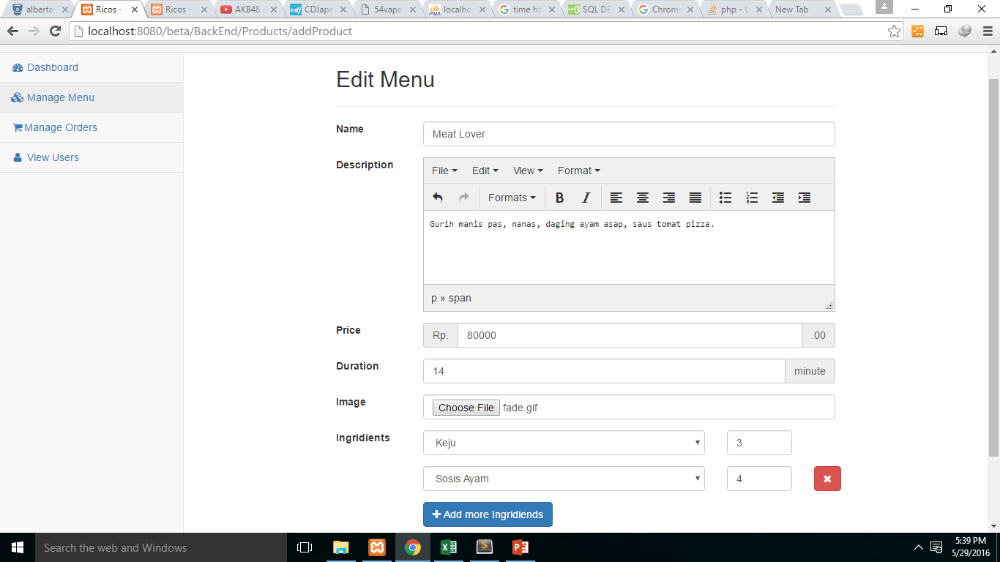 alberta
Ricos -
Ricos -
AKB48
CDJapa
54vape
localho
time ht
SQL DE
Chrome
php - U
New Tab
localhost:8080/beta/BackEnd/Products/addProduct
Dashboard
Manage Menu
Manage Orders
View Users
Edit Menu
Name
Meat Lover
Description
File Edit View Format
Formats B I
Gurih manis pas, nanas, daging ayam asap, saus tomat pizza.
p » span
Price
Rp. 80000 .00
Duration
14 minute
Image
Choose File fade.gif
Ingridients
Keju 3
Sosis Ayam 4
Add more Ingridiends
Search the web and Windows
5:39 PM
5/29/2016